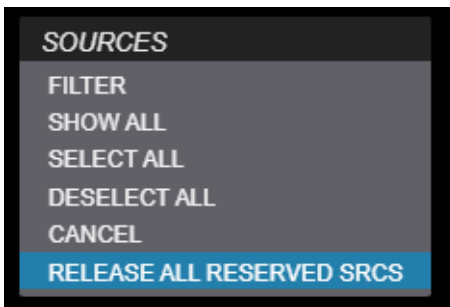 SOURCES
FILTER
SHOW ALL
SELECT ALL
DESELECT ALL
CANCEL
RELEASE ALL RESERVED SRCS